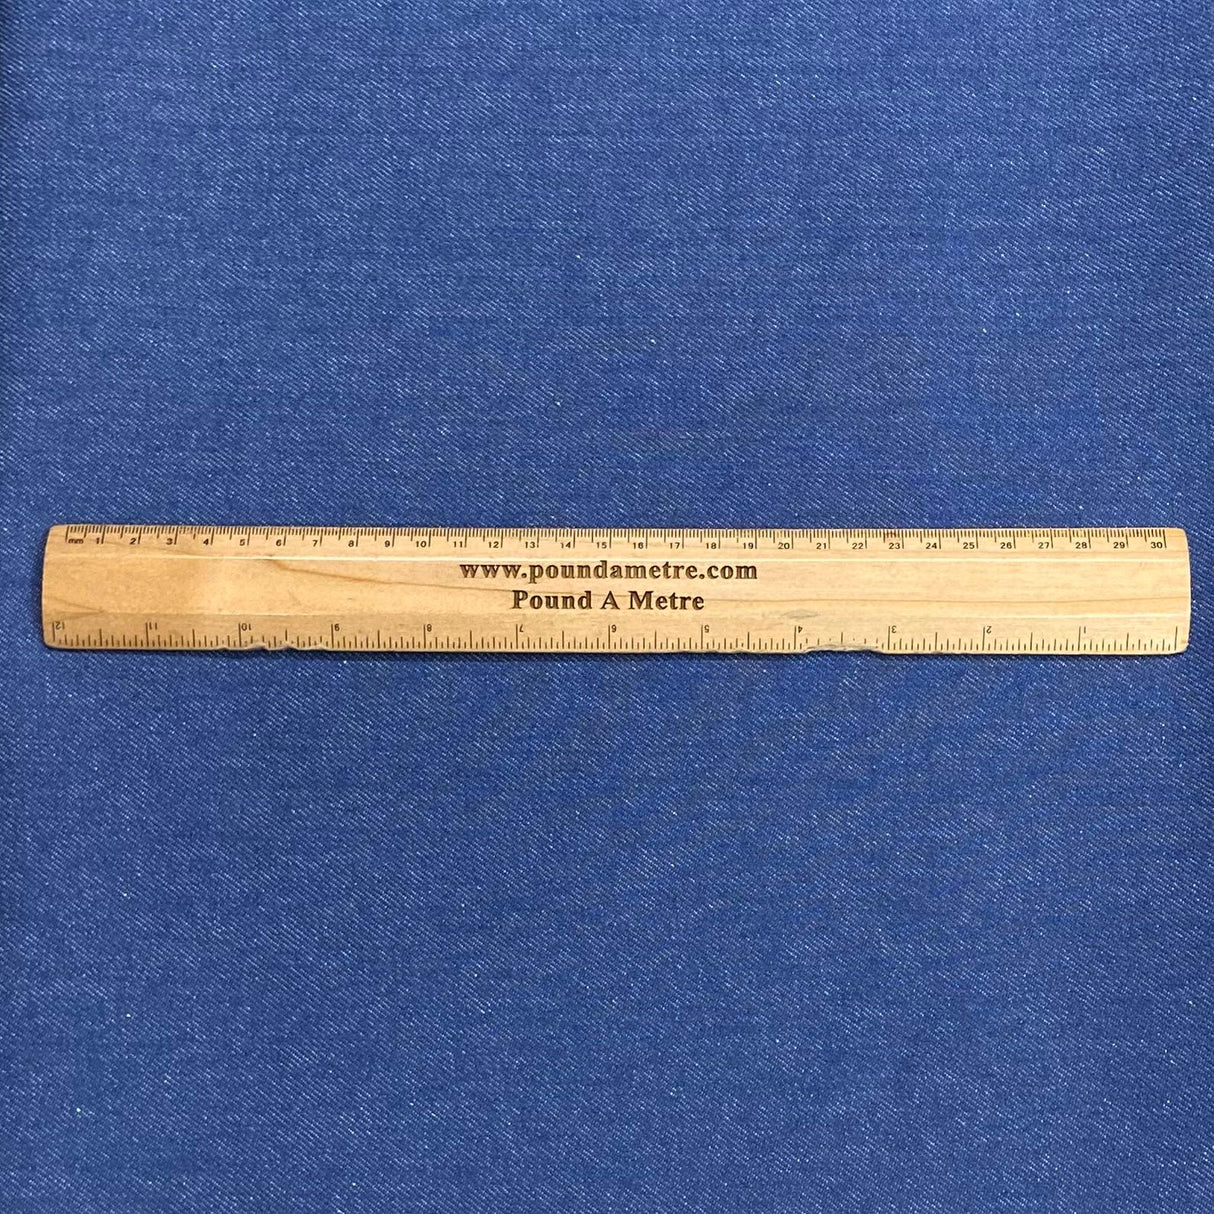 mm 1 2 3 4 5 6 7 8 9 10 11 12 13 14 15 16 17 18 19 20 21 22 23 24 25 26 27 28 29 30
www.poundametre.com
Pound A Metre
12 11 10 9 8 7 6 5 4 3 2 1